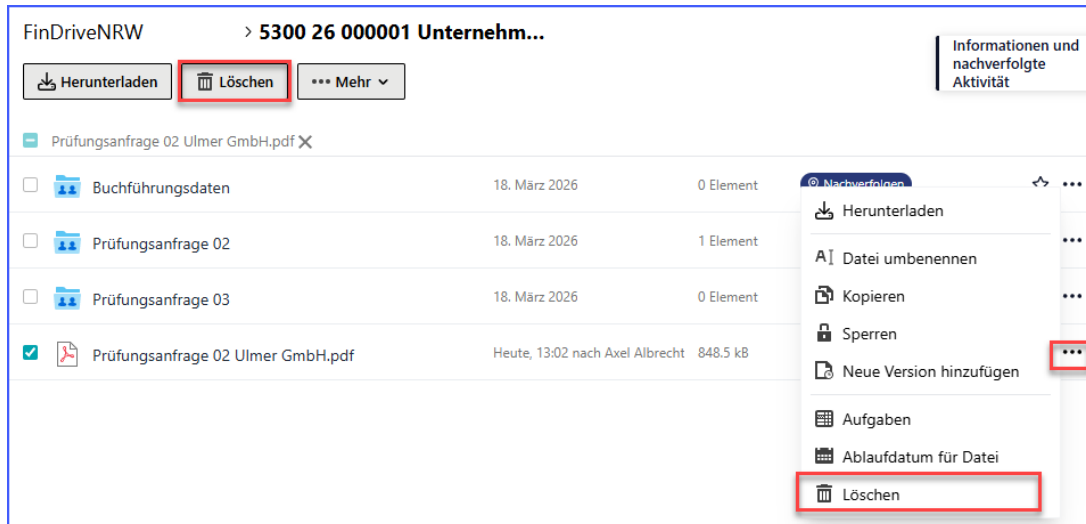 FinDriveNRW > 5300 26 000001 Unternehm...
Informationen und
nachverfolgte
Aktivität
Herunterladen Löschen ••• Mehr
Prüfungsanfrage 02 Ulmer GmbH.pdf
Buchführungsdaten 18. März 2026 0 Element Nachverfolgen
Prüfungsanfrage 02 18. März 2026 1 Element
Prüfungsanfrage 03 18. März 2026 0 Element
Prüfungsanfrage 02 Ulmer GmbH.pdf Heute, 13:02 nach Axel Albrecht 848.5 kB
Herunterladen
Datei umbenennen
Kopieren
Sperren
Neue Version hinzufügen
Aufgaben
Ablaufdatum für Datei
Löschen